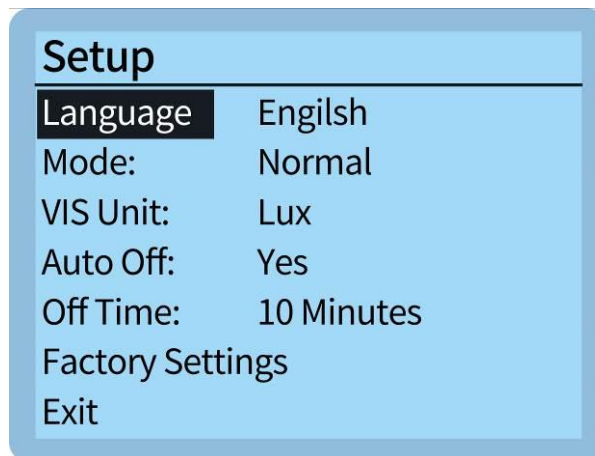 Setup
Language Engilsh
Mode: Normal
VIS Unit: Lux
Auto Off: Yes
Off Time: 10 Minutes
Factory Settings
Exit